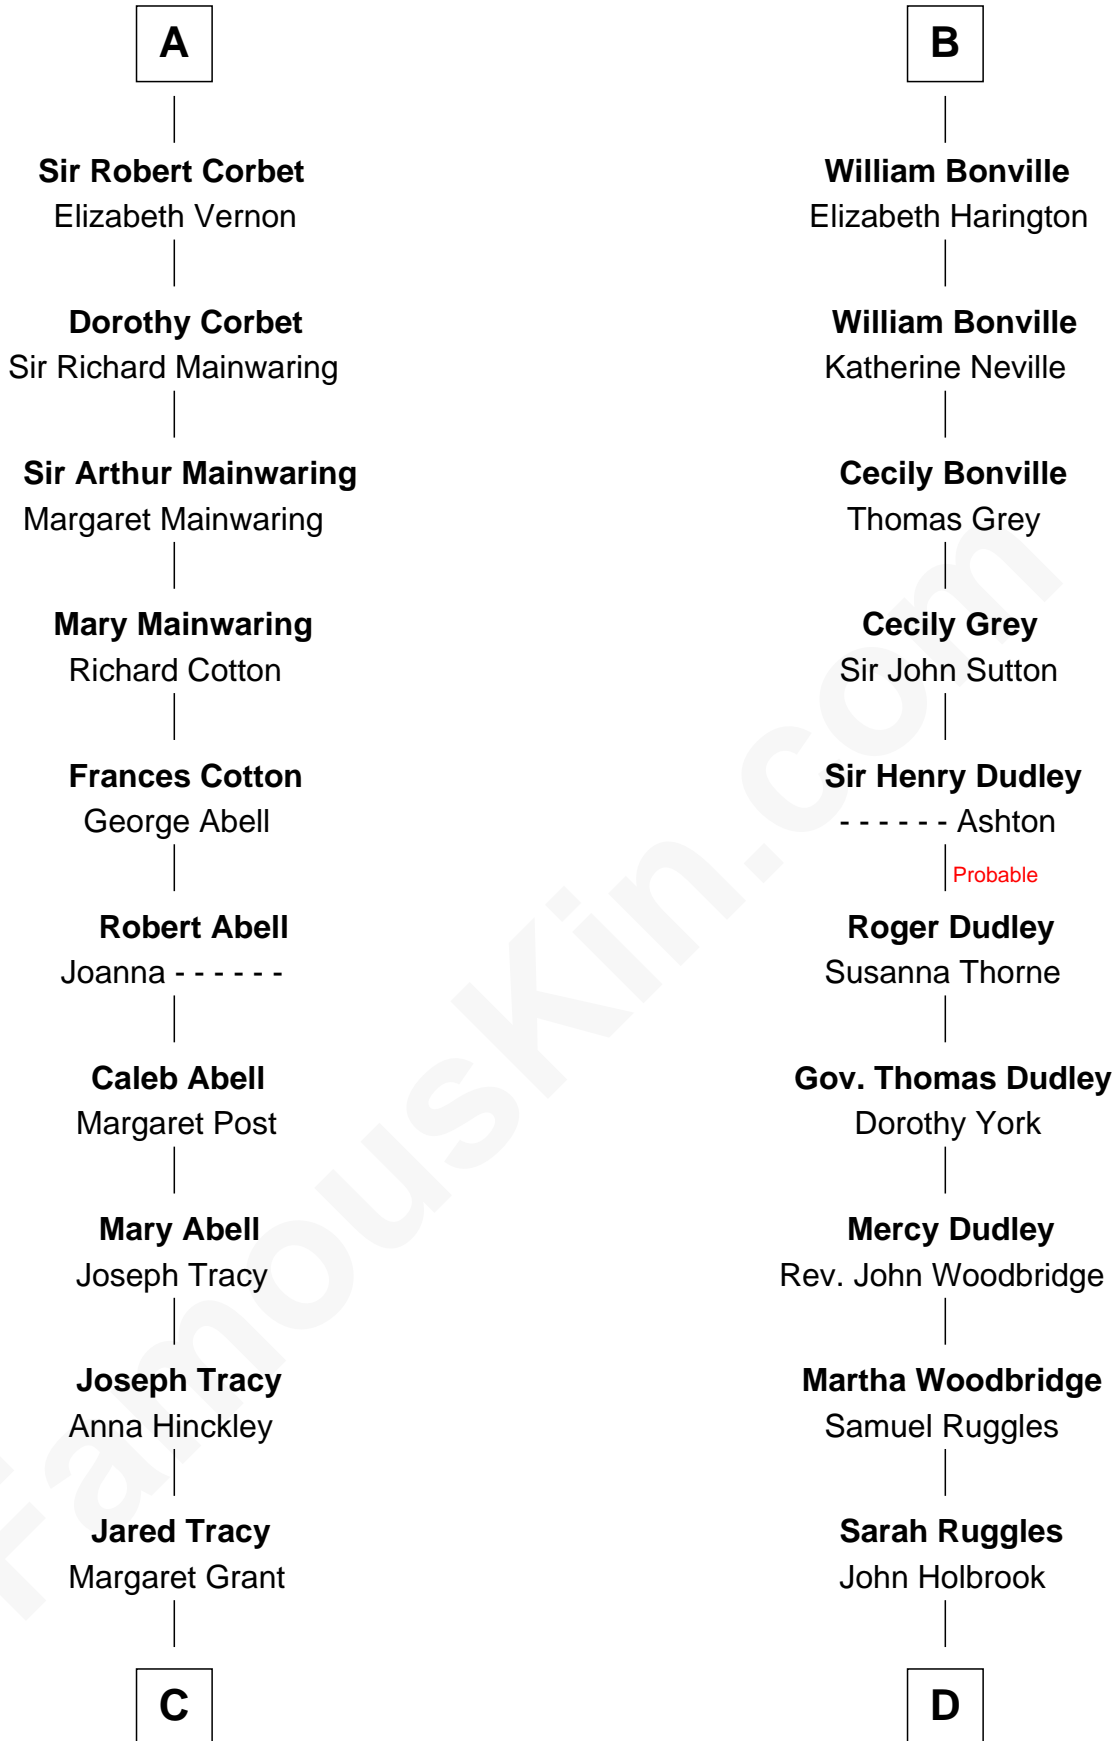 A
Sir Robert Corbet
Elizabeth Vernon
Dorothy Corbet
Sir Richard Mainwaring
Sir Arthur Mainwaring
Margaret Mainwaring
Mary Mainwaring
Richard Cotton
Frances Cotton
George Abell
Robert Abell
Joanna - - - - - -
Caleb Abell
Margaret Post
Mary Abell
Joseph Tracy
Joseph Tracy
Anna Hinckley
Jared Tracy
Margaret Grant
C
B
William Bonville
Elizabeth Harington
William Bonville
Katherine Neville
Cecily Bonville
Thomas Grey
Cecily Grey
Sir John Sutton
Sir Henry Dudley
- - - - - - Ashton
Probable
Roger Dudley
Susanna Thorne
Gov. Thomas Dudley
Dorothy York
Mercy Dudley
Rev. John Woodbridge
Martha Woodbridge
Samuel Ruggles
Sarah Ruggles
John Holbrook
D
FamousKin.com